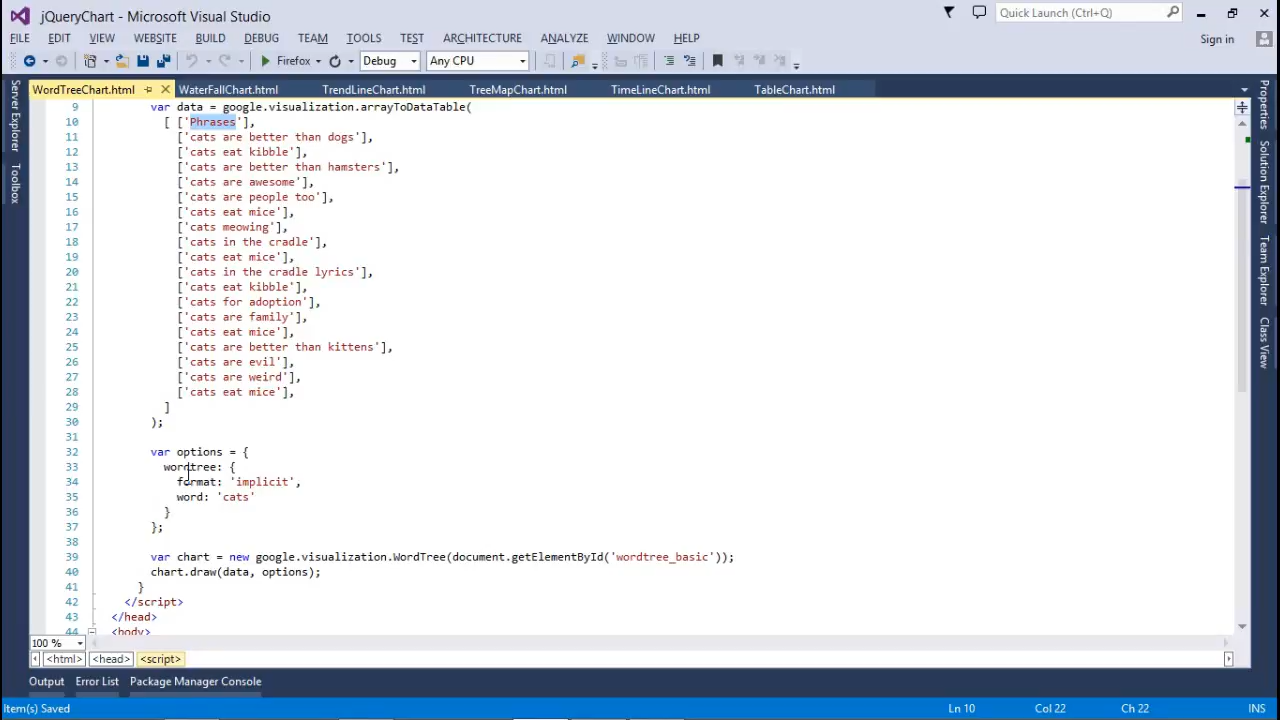 jQueryChart - Microsoft Visual Studio
Quick Launch (Ctrl+Q)
FILE EDIT VIEW WEBSITE BUILD DEBUG TEAM TOOLS TEST ARCHITECTURE ANALYZE WINDOW HELP
Sign in
Firefox Debug Any CPU
WordTreeChart.html WaterFallChart.html TrendLineChart.html TreeMapChart.html TimeLineChart.html TableChart.html
Server Explorer
Toolbox
Properties
Solution Explorer
Team Explorer
Class View
9 var data = google.visualization.arrayToDataTable(
10 [ ['Phrases'],
11 ['cats are better than dogs'],
12 ['cats eat kibble'],
13 ['cats are better than hamsters'],
14 ['cats are awesome'],
15 ['cats are people too'],
16 ['cats eat mice'],
17 ['cats meowing'],
18 ['cats in the cradle'],
19 ['cats eat mice'],
20 ['cats in the cradle lyrics'],
21 ['cats eat kibble'],
22 ['cats for adoption'],
23 ['cats are family'],
24 ['cats eat mice'],
25 ['cats are better than kittens'],
26 ['cats are evil'],
27 ['cats are weird'],
28 ['cats eat mice'],
29 ]
30 );
31
32 var options = {
33 wordtree: {
34 format: 'implicit',
35 word: 'cats'
36 }
37 };
38
39 var chart = new google.visualization.WordTree(document.getElementById('wordtree_basic'));
40 chart.draw(data, options);
41 }
42 </script>
43 </head>
44 <body>
100 %
<html> <head> <script>
Output Error List Package Manager Console
Item(s) Saved Ln 10 Col 22 Ch 22 INS